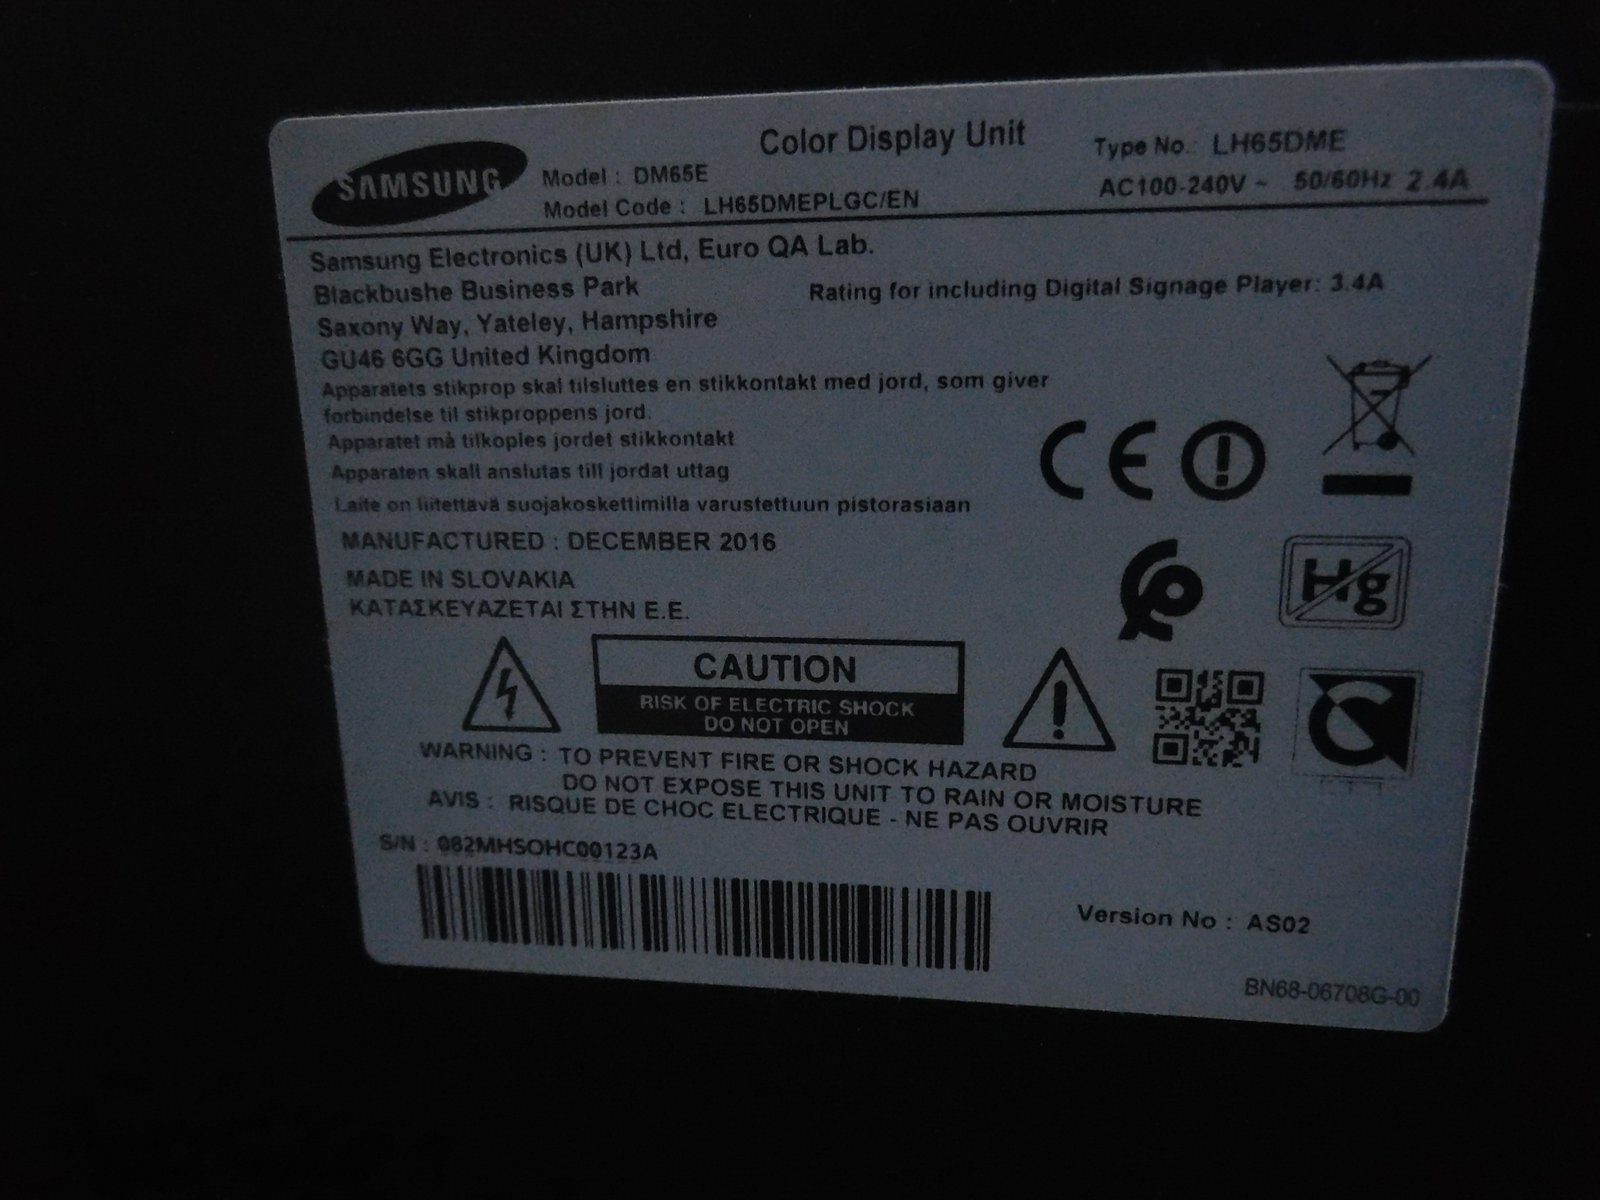 SAMSUNG
Color Display Unit
Model : DM65E
Model Code : LH65DMEPLGC/EN
Type No. : LH65DME
AC100-240V ~ 50/60Hz 2.4A
Samsung Electronics (UK) Ltd, Euro QA Lab.
Blackbushe Business Park
Saxony Way, Yateley, Hampshire
GU46 6GG United Kingdom
Rating for including Digital Signage Player: 3.4A
Apparatets stikprop skal tilsluttes en stikkontakt med jord, som giver
forbindelse til stikproppens jord.
Apparatet må tilkoples jordet stikkontakt
Apparaten skall anslutas till jordat uttag
Laite on liitettävä suojakoskettimilla varustettuun pistorasiaan
MANUFACTURED : DECEMBER 2016
MADE IN SLOVAKIA
ΚΑΤΑΣΚΕΥΑΖΕΤΑΙ ΣΤΗΝ Ε.Ε.
CE
Hg
CAUTION
RISK OF ELECTRIC SHOCK
DO NOT OPEN
WARNING : TO PREVENT FIRE OR SHOCK HAZARD
DO NOT EXPOSE THIS UNIT TO RAIN OR MOISTURE
AVIS : RISQUE DE CHOC ELECTRIQUE - NE PAS OUVRIR
S/N : 082MHSOHC00123A
Version No : AS02
BN68-06708G-00